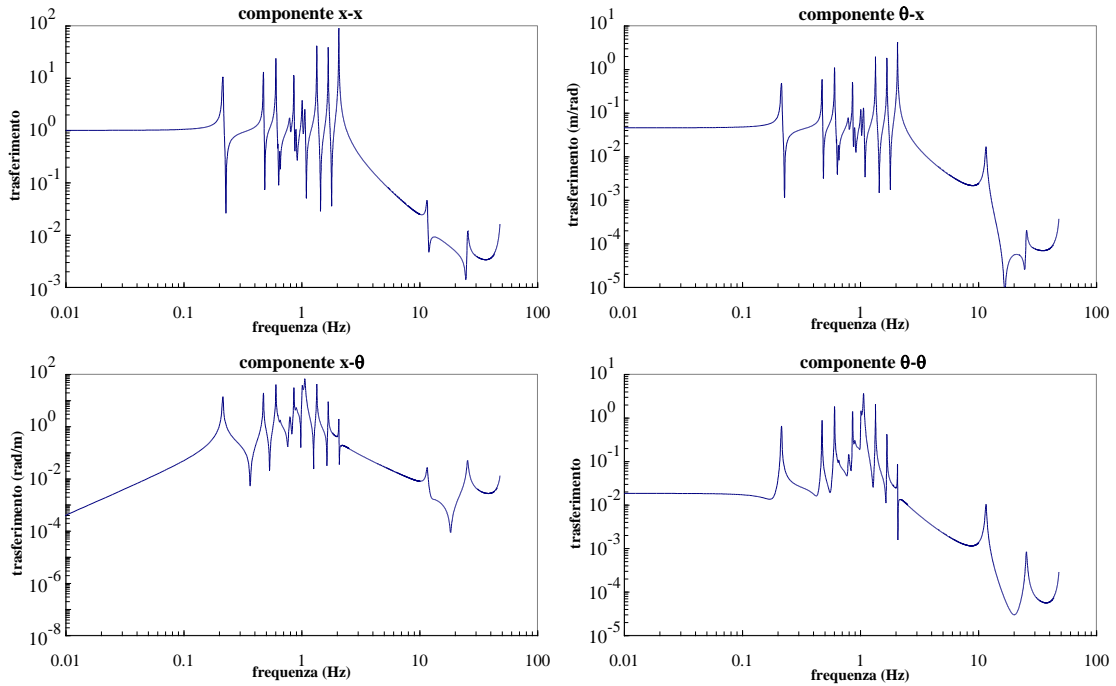 componente x-x
trasferimento
10^2
10^1
10^0
10^-1
10^-2
10^-3
0.01 0.1 1 10 100
frequenza (Hz)
componente θ-x
trasferimento (m/rad)
10^1
10^0
10^-1
10^-2
10^-3
10^-4
10^-5
0.01 0.1 1 10 100
frequenza (Hz)
componente x-θ
trasferimento (rad/m)
10^2
10^0
10^-2
10^-4
10^-6
10^-8
0.01 0.1 1 10 100
frequenza (Hz)
componente θ-θ
trasferimento
10^1
10^0
10^-1
10^-2
10^-3
10^-4
10^-5
0.01 0.1 1 10 100
frequenza (Hz)